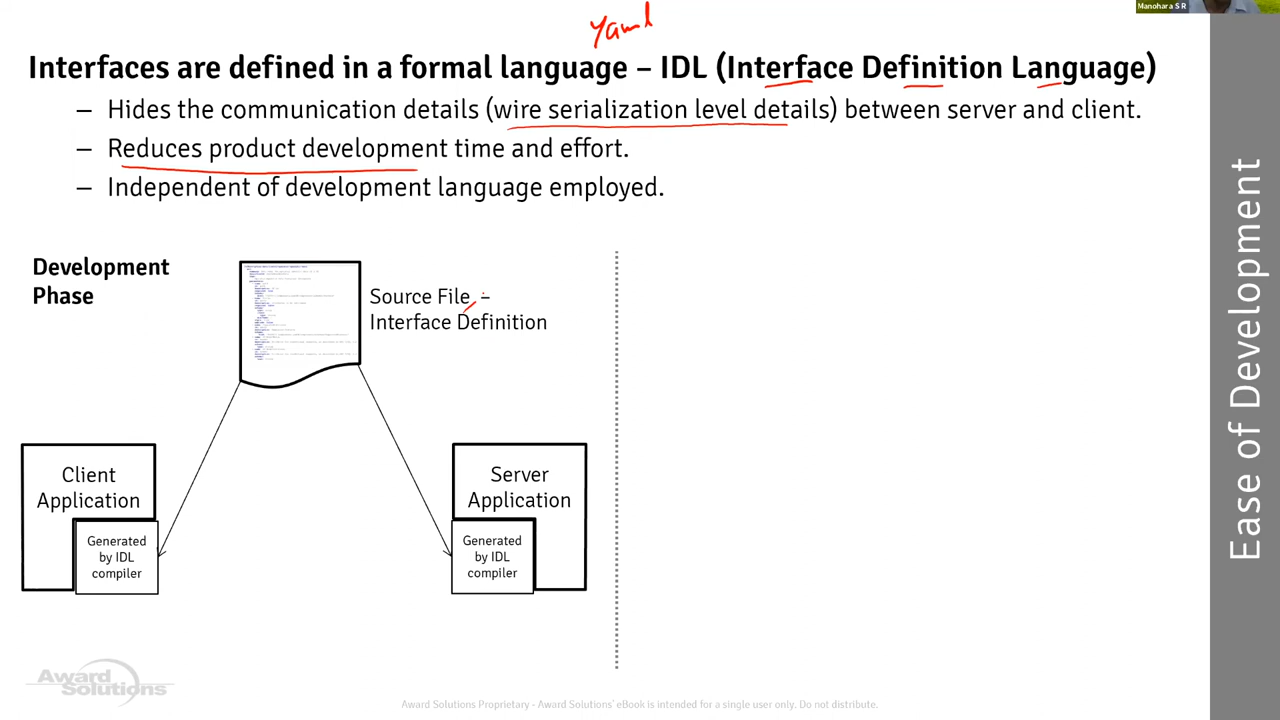 Manohara S R
yaml
Interfaces are defined in a formal language – IDL (Interface Definition Language)
– Hides the communication details (wire serialization level details) between server and client.
– Reduces product development time and effort.
– Independent of development language employed.
Development
Phase
Source File –
Interface Definition
Client
Application
Generated
by IDL
compiler
Server
Application
Generated
by IDL
compiler
Ease of Development
Award
Solutions
Award Solutions Proprietary - Award Solutions' eBook is intended for a single user only. Do not distribute.